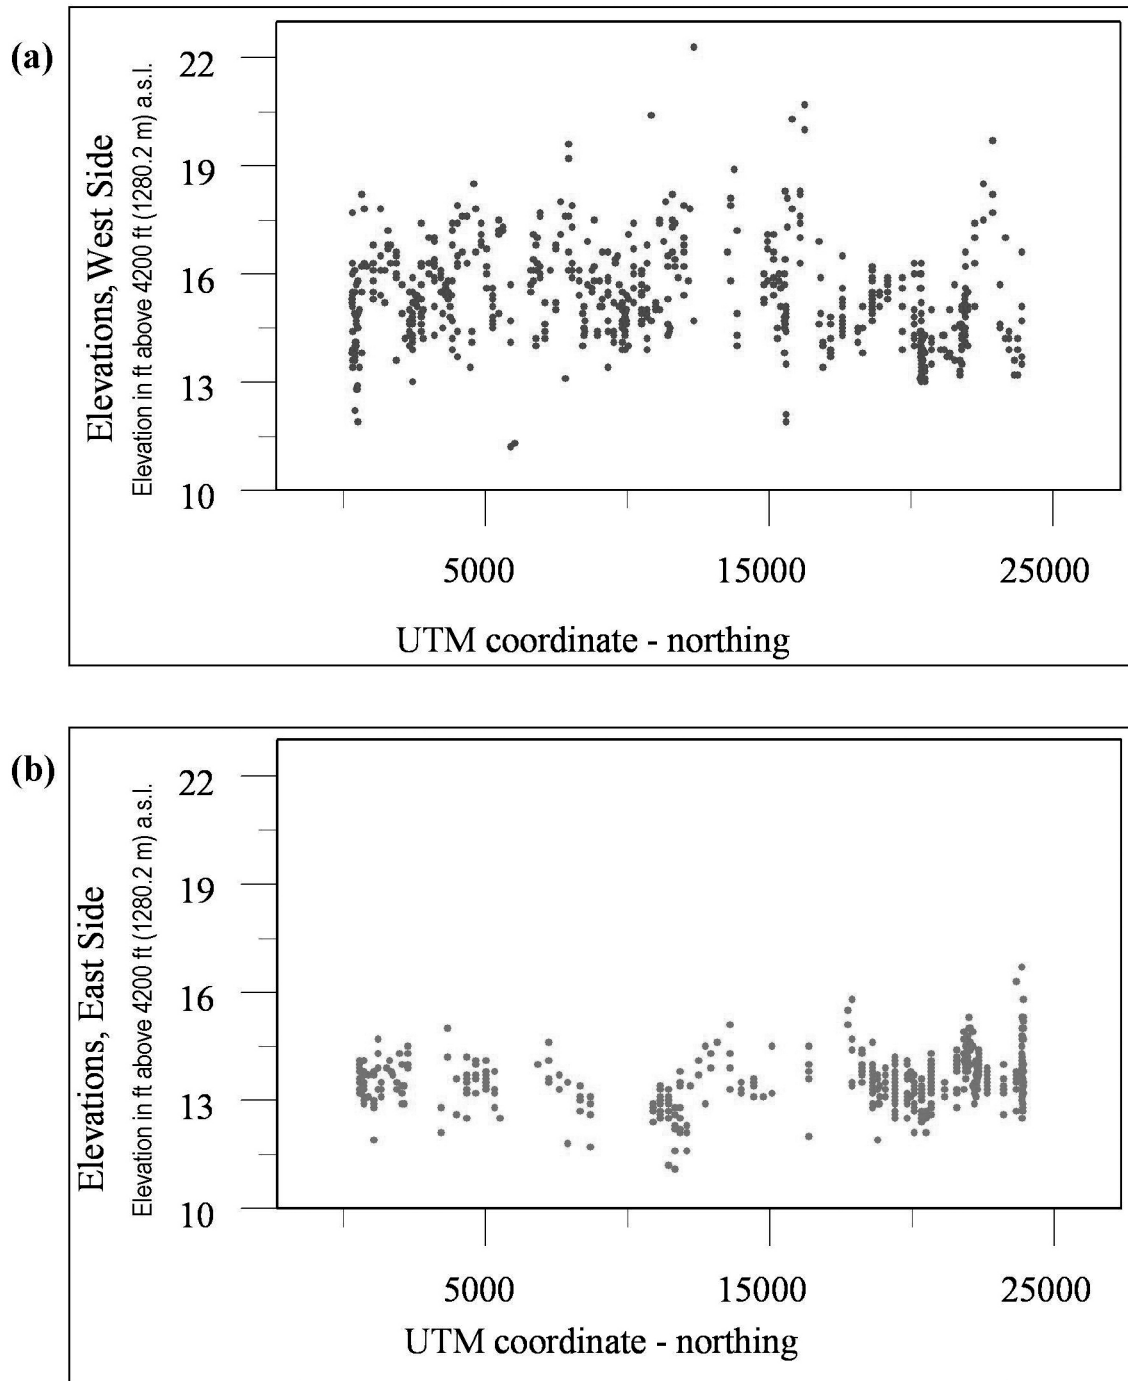 (a)
Elevations, West Side
Elevation in ft above 4200 ft (1280.2 m) a.s.l.
22
19
16
13
10
5000 15000 25000
UTM coordinate - northing
(b)
Elevations, East Side
Elevation in ft above 4200 ft (1280.2 m) a.s.l.
22
19
16
13
10
5000 15000 25000
UTM coordinate - northing